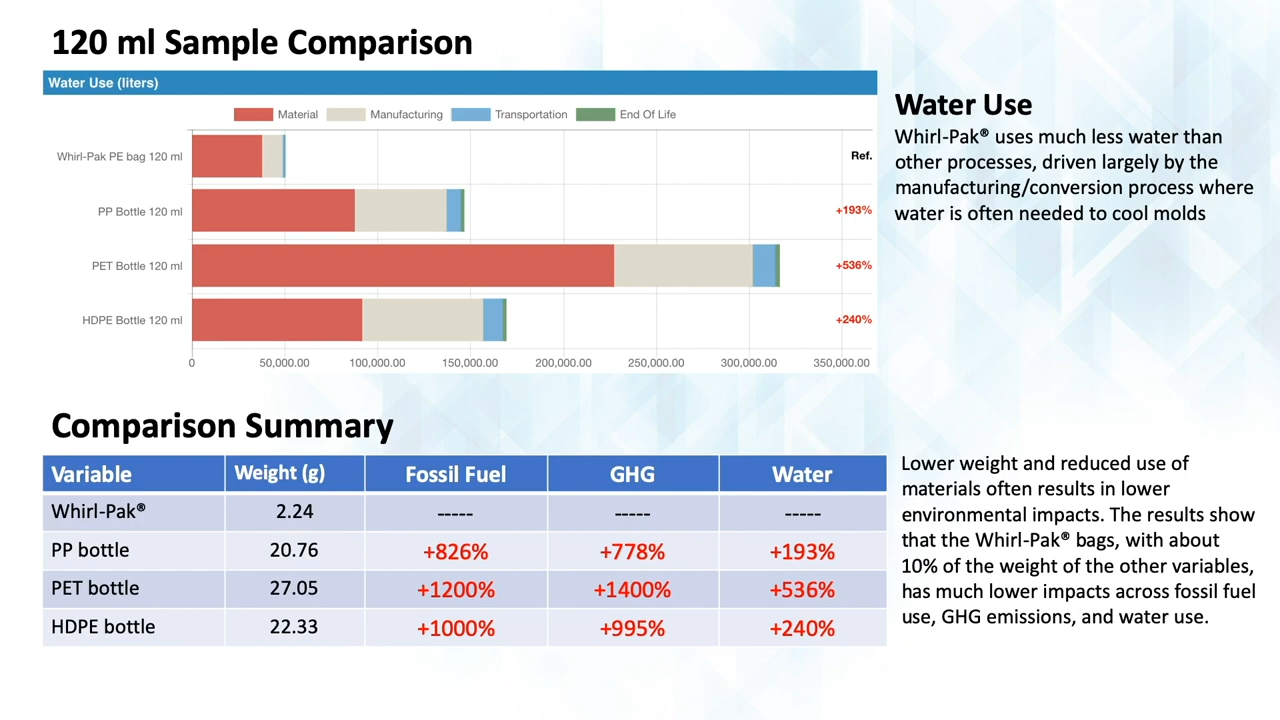 120 ml Sample Comparison
Water Use (liters)
Material Manufacturing Transportation End Of Life
Whirl-Pak PE bag 120 ml Ref.
PP Bottle 120 ml +193%
PET Bottle 120 ml +536%
HDPE Bottle 120 ml +240%
0 50,000.00 100,000.00 150,000.00 200,000.00 250,000.00 300,000.00 350,000.00
Water Use
Whirl-Pak® uses much less water than
other processes, driven largely by the
manufacturing/conversion process where
water is often needed to cool molds
Comparison Summary
Variable Weight (g) Fossil Fuel GHG Water
Whirl-Pak® 2.24 ----- ----- -----
PP bottle 20.76 +826% +778% +193%
PET bottle 27.05 +1200% +1400% +536%
HDPE bottle 22.33 +1000% +995% +240%
Lower weight and reduced use of
materials often results in lower
environmental impacts. The results show
that the Whirl-Pak® bags, with about
10% of the weight of the other variables,
has much lower impacts across fossil fuel
use, GHG emissions, and water use.